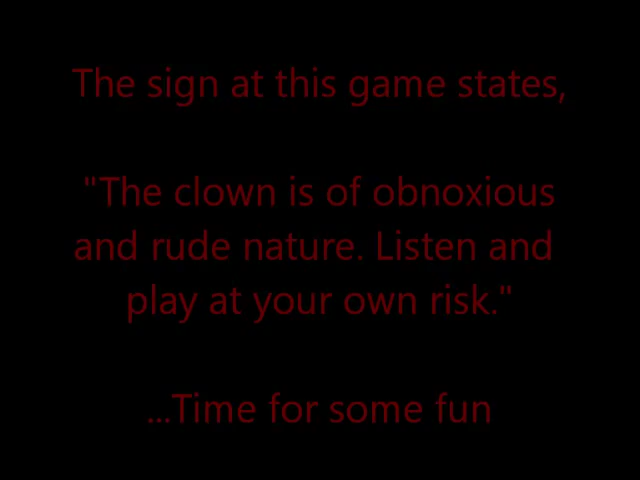 The sign at this game states,
"The clown is of obnoxious
and rude nature. Listen and
play at your own risk."
...Time for some fun